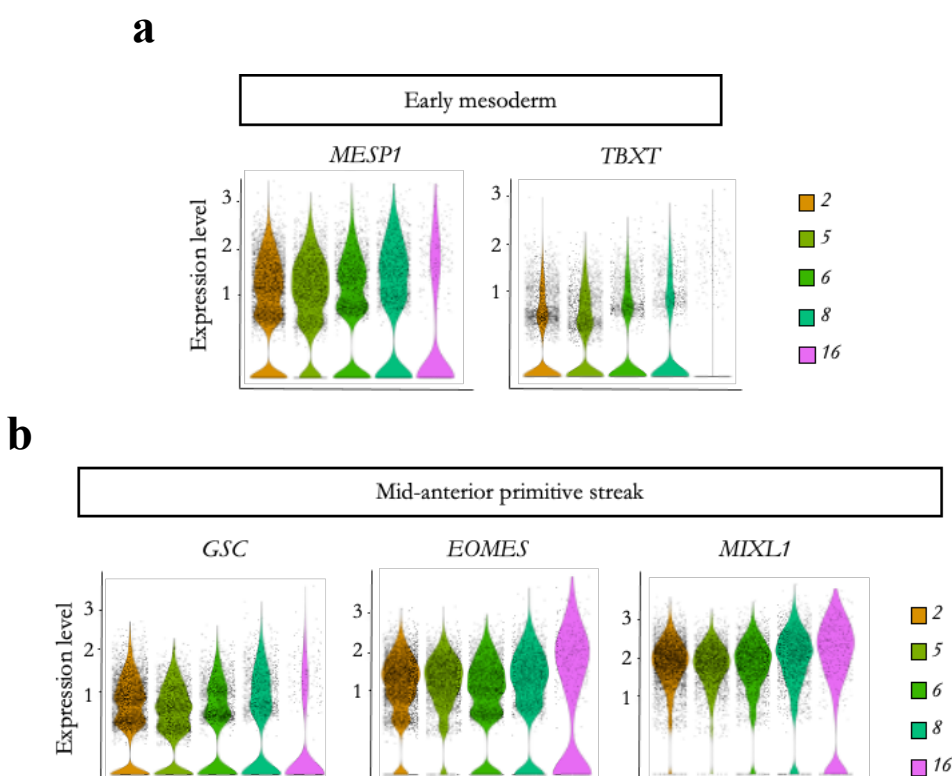 a
Early mesoderm
MESP1
TBXT
Expression level
3
2
1
3
2
1
2
5
6
8
16
b
Mid-anterior primitive streak
GSC
EOMES
MIXL1
Expression level
3
2
1
3
2
1
3
2
1
2
5
6
8
16